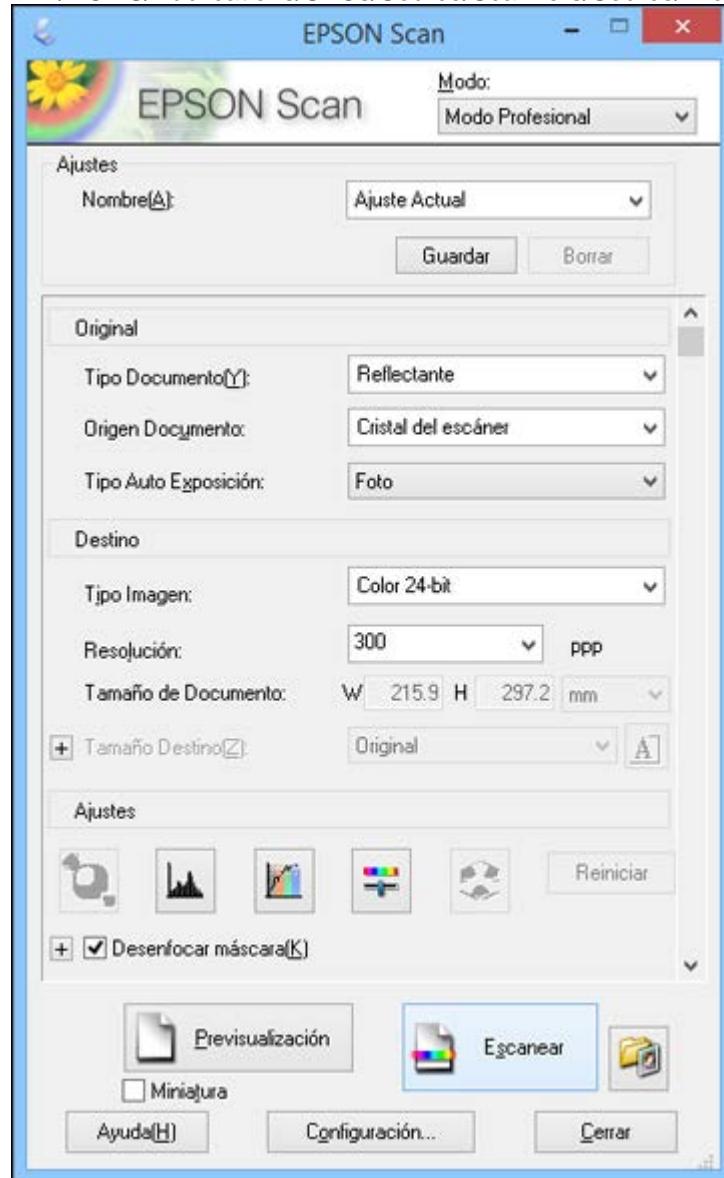 EPSON Scan
EPSON Scan
Modo:
Modo Profesional
Ajustes
Nombre(A):
Ajuste Actual
Guardar
Borrar
Original
Tipo Documento(Y):
Reflectante
Origen Documento:
Cristal del escáner
Tipo Auto Exposición:
Foto
Destino
Tipo Imagen:
Color 24-bit
Resolución:
300
ppp
Tamaño de Documento:
W 215.9 H 297.2 mm
Tamaño Destino(Z):
Original
A
Ajustes
Reiniciar
Desenfocar máscara(K)
Previsualización
Escanear
Miniatura
Ayuda(H)
Configuración...
Cerrar